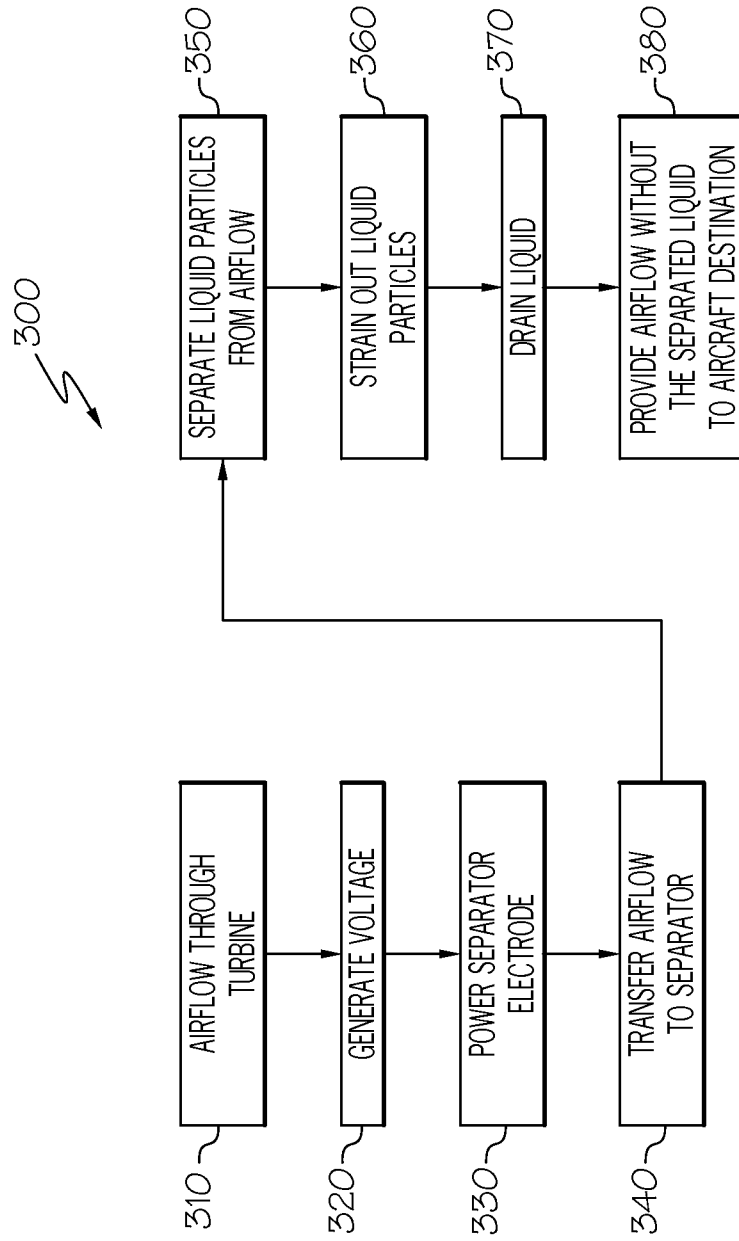 300
310
AIRFLOW THROUGH
TURBINE
320
GENERATE VOLTAGE
330
POWER SEPARATOR
ELECTRODE
340
TRANSFER AIRFLOW
TO SEPARATOR
350
SEPARATE LIQUID PARTICLES
FROM AIRFLOW
360
STRAIN OUT LIQUID
PARTICLES
370
DRAIN LIQUID
380
PROVIDE AIRFLOW WITHOUT
THE SEPARATED LIQUID
TO AIRCRAFT DESTINATION